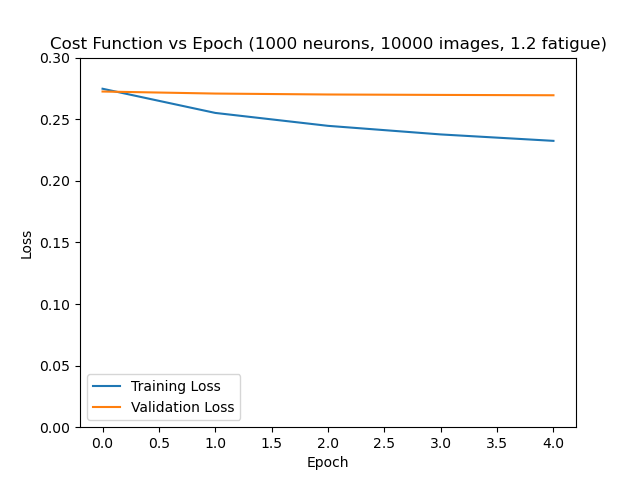 Cost Function vs Epoch (1000 neurons, 10000 images, 1.2 fatigue)
0.30
0.25
0.20
0.15
0.10
0.05
0.00
Loss
Training Loss
Validation Loss
0.0 0.5 1.0 1.5 2.0 2.5 3.0 3.5 4.0
Epoch